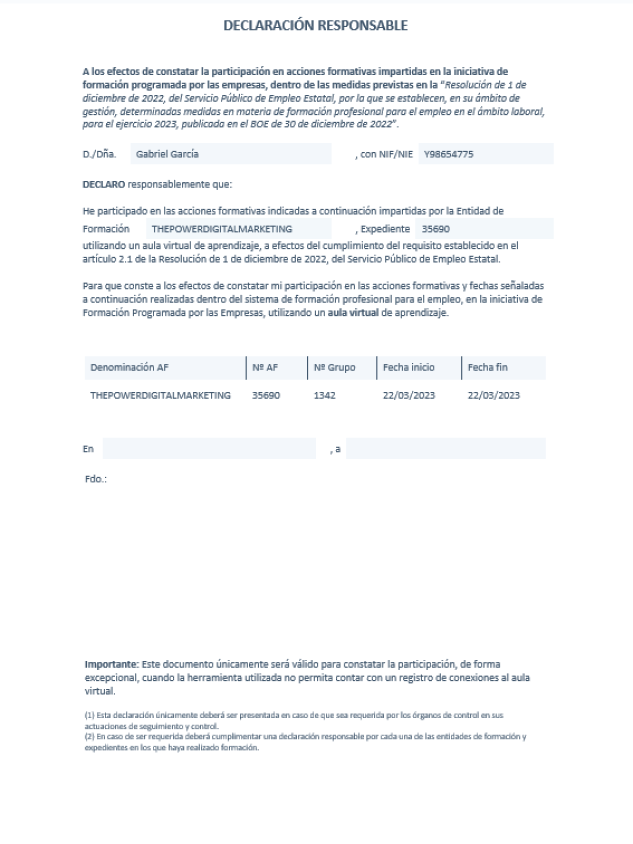 DECLARACIÓN RESPONSABLE
A los efectos de constatar la participación en acciones formativas impartidas en la iniciativa de
formación programada por las empresas, dentro de las medidas previstas en la “Resolución de 1 de
diciembre de 2022, del Servicio Público de Empleo Estatal, por la que se establecen, en su ámbito de
gestión, determinadas medidas en materia de formación profesional para el empleo en el ámbito laboral,
para el ejercicio 2023, publicada en el BOE de 30 de diciembre de 2022”.
D./Dña. Gabriel García , con NIF/NIE Y98654775
DECLARO responsablemente que:
He participado en las acciones formativas indicadas a continuación impartidas por la Entidad de
Formación THEPOWERDIGITALMARKETING , Expediente 35690
utilizando un aula virtual de aprendizaje, a efectos del cumplimiento del requisito establecido en el
artículo 2.1 de la Resolución de 1 de diciembre de 2022, del Servicio Público de Empleo Estatal.
Para que conste a los efectos de constatar mi participación en las acciones formativas y fechas señaladas
a continuación realizadas dentro del sistema de formación profesional para el empleo, en la iniciativa de
Formación Programada por las Empresas, utilizando un aula virtual de aprendizaje.
Denominación AF Nº AF Nº Grupo Fecha inicio Fecha fin
THEPOWERDIGITALMARKETING 35690 1342 22/03/2023 22/03/2023
En , a
Fdo.:
Importante: Este documento únicamente será válido para constatar la participación, de forma
excepcional, cuando la herramienta utilizada no permita contar con un registro de conexiones al aula
virtual.
(1) Esta declaración únicamente deberá ser presentada en caso de que sea requerida por los órganos de control en sus
actuaciones de seguimiento y control.
(2) En caso de ser requerida deberá cumplimentar una declaración responsable por cada una de las entidades de formación y
expedientes en los que haya realizado formación.